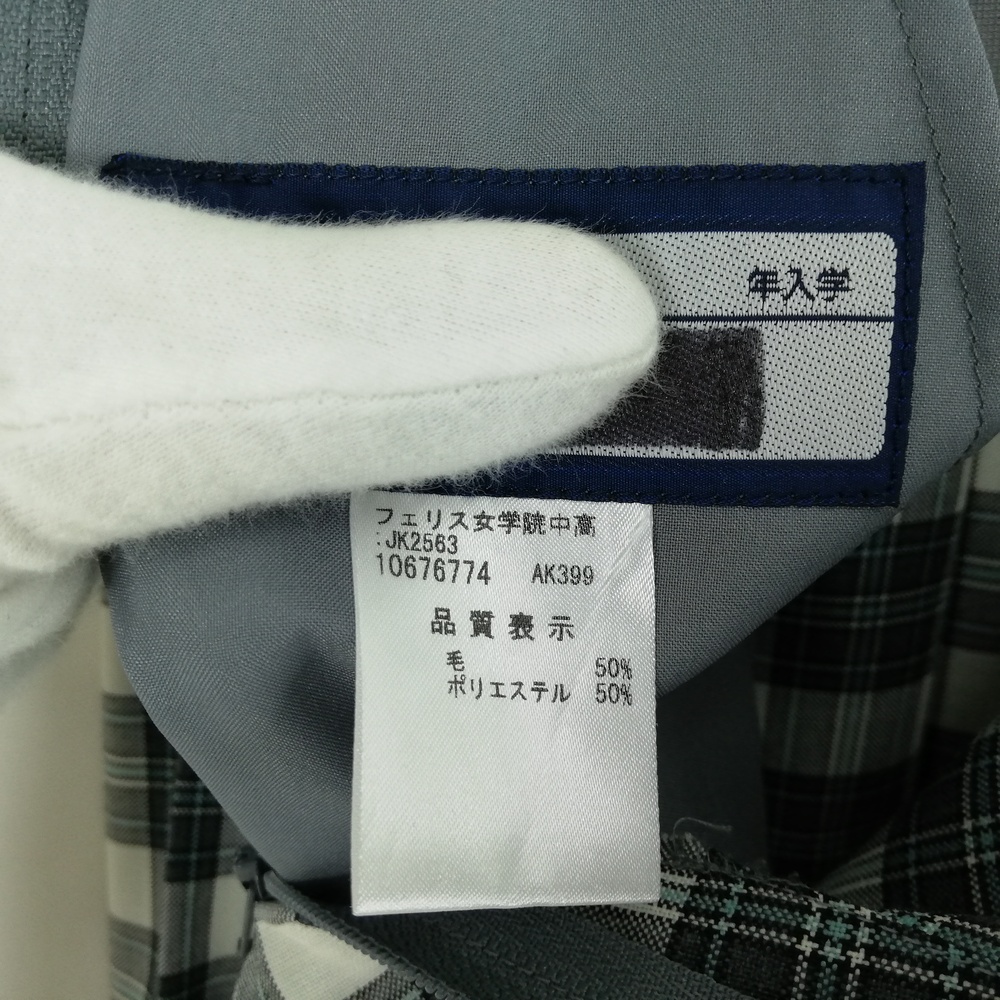 年入学
フェリス女学院中高
:JK2563
10676774 AK399
品質表示
毛 50%
ポリエステル 50%